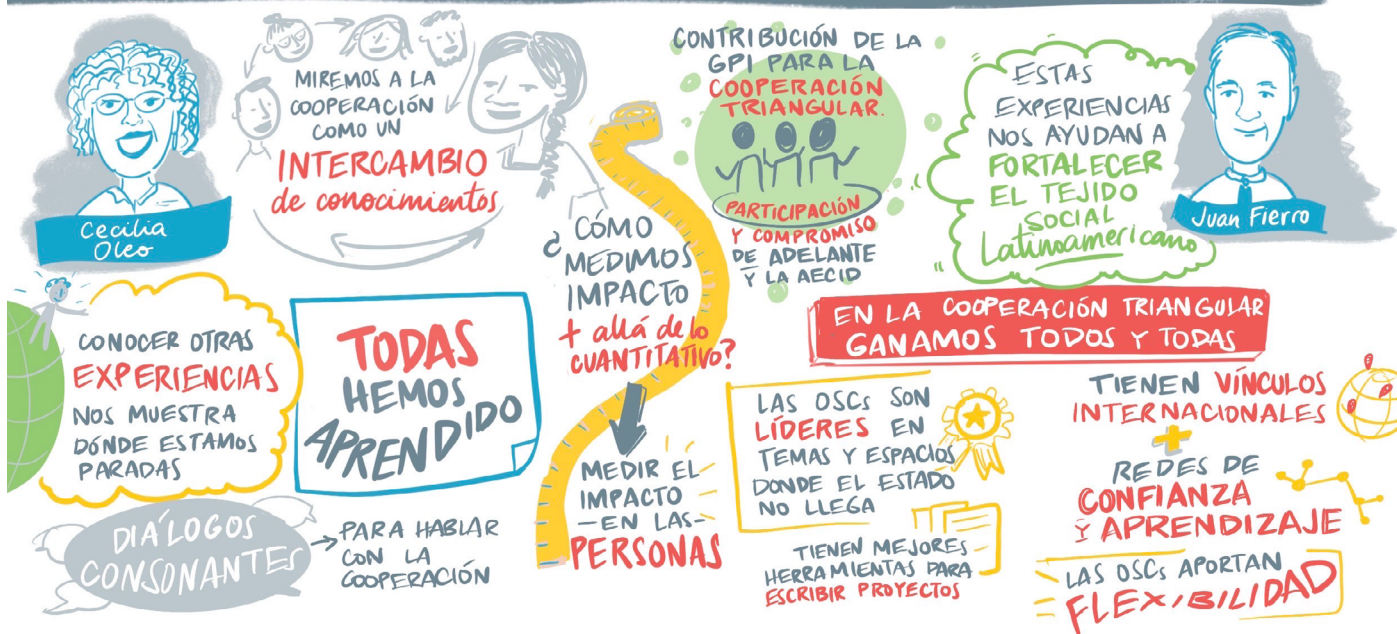 Cecilia
Oleo
MIREMOS A LA
COOPERACIÓN
COMO UN
INTERCAMBIO
de conocimientos
CONOCER OTRAS
EXPERIENCIAS
NOS MUESTRA
DÓNDE ESTAMOS
PARADAS
TODAS
HEMOS
APRENDIDO
DIÁLOGOS
CONSONANTES
PARA HABLAR
CON LA
COOPERACIÓN
¿CÓMO
MEDIMOS
IMPACTO
+ allá de lo
CUANTITATIVO?
MEDIR EL
IMPACTO
-EN LAS-
PERSONAS
CONTRIBUCIÓN DE LA
GPI PARA LA
COOPERACIÓN
TRIANGULAR.
PARTICIPACIÓN
Y COMPROMISO
DE ADELANTE
Y LA AECID
ESTAS
EXPERIENCIAS
NOS AYUDAN A
FORTALECER
EL TEJIDO
SOCIAL
Latinoamericano
Juan Fierro
EN LA COOPERACIÓN TRIANGULAR
GANAMOS TODOS Y TODAS
LAS OSCs SON
LÍDERES EN
TEMAS Y ESPACIOS
DONDE EL ESTADO
NO LLEGA
TIENEN MEJORES
HERRAMIENTAS PARA
ESCRIBIR PROYECTOS
TIENEN VÍNCULOS
INTERNACIONALES
+
REDES DE
CONFIANZA
Y APRENDIZAJE
LAS OSCs APORTAN
FLEXIBILIDAD